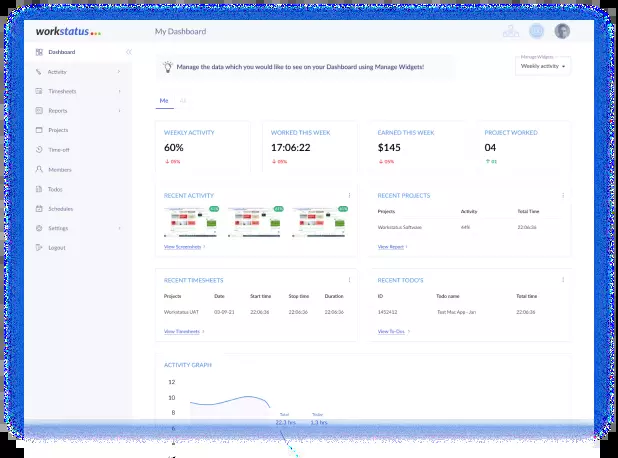 workstatus
My Dashboard
Dashboard
Activity
Timesheets
Reports
Projects
Time-off
Members
Todos
Schedules
Settings
Logout
Manage the data which you would like to see on your Dashboard using Manage Widgets!
Manage Widgets
Weekly activity
Me
All
WEEKLY ACTIVITY
60%
↓ 05%
WORKED THIS WEEK
17:06:22
↓ 05%
EARNED THIS WEEK
$145
↓ 05%
PROJECT WORKED
04
↑ 01
RECENT ACTIVITY
View Screenshots
RECENT PROJECTS
Projects Activity Total Time
Workstatus Software 44% 22:06:36
View Report
RECENT TIMESHEETS
Projects Date Start time Stop time Duration
Workstatus UAT 03-09-21 22:06:36 22:06:36 22:06:36
View Timesheets
RECENT TODO'S
ID Todo name Total time
1452412 Test Mac App - Jan 22:06:36
View To-Dos
ACTIVITY GRAPH
12
10
8
6
4
Total Today
22.3 hrs 1.3 hrs